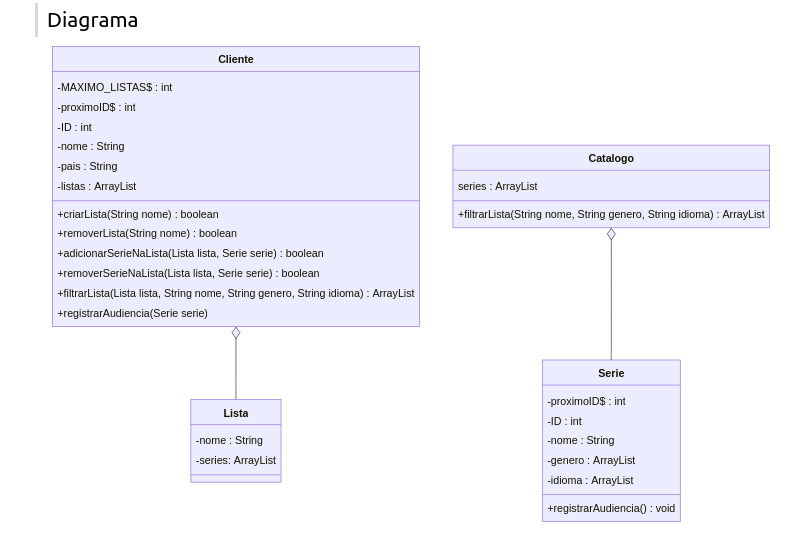 Diagrama
Cliente
-MAXIMO_LISTAS$ : int
-proximoID$ : int
-ID : int
-nome : String
-pais : String
-listas : ArrayList
+criarLista(String nome) : boolean
+removerLista(String nome) : boolean
+adicionarSerieNaLista(Lista lista, Serie serie) : boolean
+removerSerieNaLista(Lista lista, Serie serie) : boolean
+filtrarLista(Lista lista, String nome, String genero, String idioma) : ArrayList
+registrarAudiencia(Serie serie)
Catalogo
series : ArrayList
+filtrarLista(String nome, String genero, String idioma) : ArrayList
Lista
-nome : String
-series: ArrayList
Serie
-proximoID$ : int
-ID : int
-nome : String
-genero : ArrayList
-idioma : ArrayList
+registrarAudiencia() : void